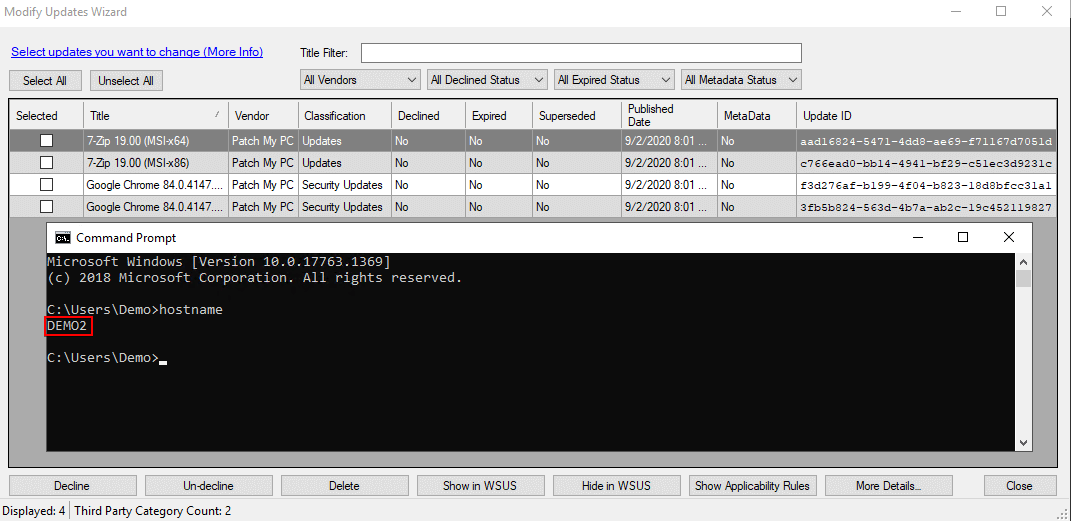 Modify Updates Wizard
Select updates you want to change (More Info)
Title Filter:
Select All Unselect All All Vendors All Declined Status All Expired Status All Metadata Status
Selected Title Vendor Classification Declined Expired Superseded Published Date MetaData Update ID
7-Zip 19.00 (MSI-x64) Patch My PC Updates No No No 9/2/2020 8:01 ... No aad16824-5471-4dd8-ae69-f71167d7051d
7-Zip 19.00 (MSI-x86) Patch My PC Updates No No No 9/2/2020 8:01 ... No c766ead0-bb14-4941-bf29-c51ec3d9231c
Google Chrome 84.0.4147.... Patch My PC Security Updates No No No 9/2/2020 8:01 ... No f3d276af-b199-4f04-b823-18d8bfcc31a1
Google Chrome 84.0.4147.... Patch My PC Security Updates No No No 9/2/2020 8:01 ... No 3fb5b824-563d-4b7a-ab2c-19c452119827
Command Prompt
Microsoft Windows [Version 10.0.17763.1369]
(c) 2018 Microsoft Corporation. All rights reserved.
C:\Users\Demo>hostname
DEMO2
C:\Users\Demo>
Decline Un-decline Delete Show in WSUS Hide in WSUS Show Applicability Rules More Details... Close
Displayed: 4 Third Party Category Count: 2